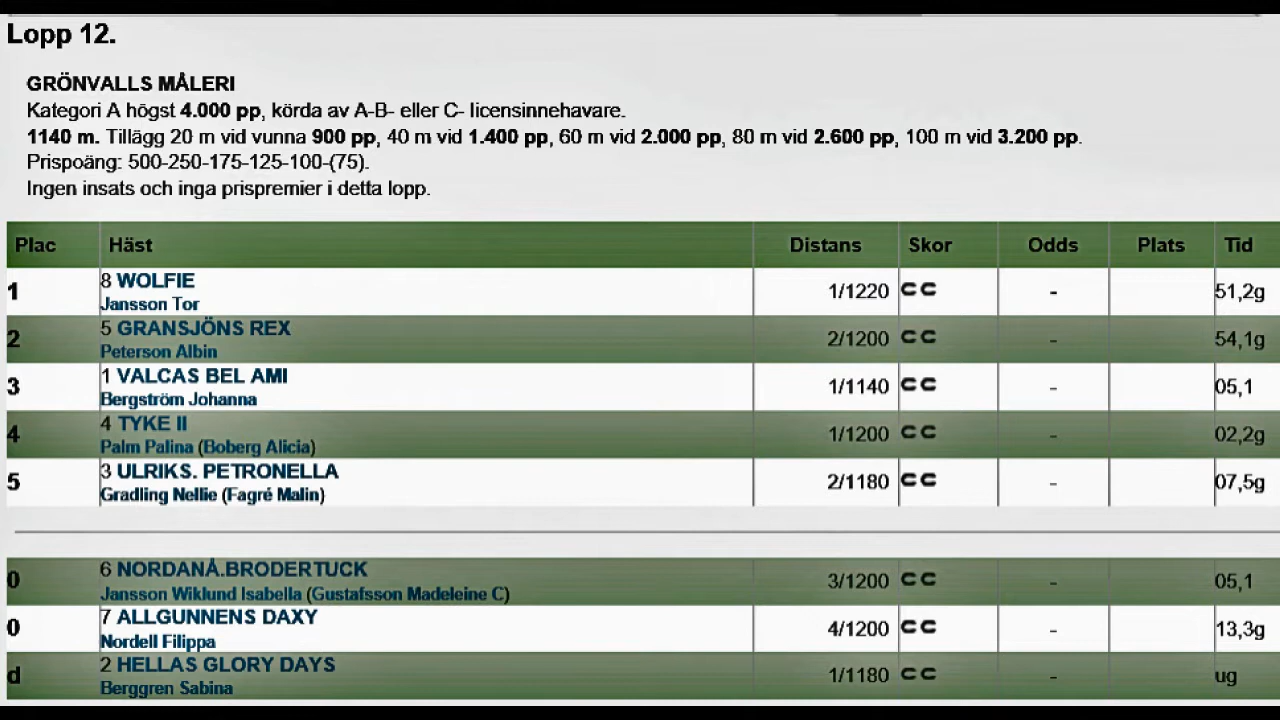 Lopp 12.
GRÖNVALLS MÅLERI
Kategori A högst 4.000 pp, körda av A-B- eller C- licensinnehavare.
1140 m. Tillägg 20 m vid vunna 900 pp, 40 m vid 1.400 pp, 60 m vid 2.000 pp, 80 m vid 2.600 pp, 100 m vid 3.200 pp.
Prispoäng: 500-250-175-125-100-(75).
Ingen insats och inga prispremier i detta lopp.
Plac Häst Distans Skor Odds Plats Tid
8 WOLFIE
1 1/1220 C C - 51,2g
Jansson Tor
5 GRANSJÖNS REX
2 2/1200 C C - 54,1g
Peterson Albin
1 VALCAS BEL AMI
3 1/1140 C C - 05,1
Bergström Johanna
4 TYKE II
4 1/1200 C C - 02,2g
Palm Palina (Boberg Alicia)
3 ULRIKS. PETRONELLA
5 2/1180 C C - 07,5g
Gradling Nellie (Fagré Malin)
6 NORDANÅ.BRODERTUCK
0 3/1200 C C - 05,1
Jansson Wiklund Isabella (Gustafsson Madeleine C)
7 ALLGUNNENS DAXY
0 4/1200 C C - 13,3g
Nordell Filippa
2 HELLAS GLORY DAYS
d 1/1180 C C - ug
Berggren Sabina